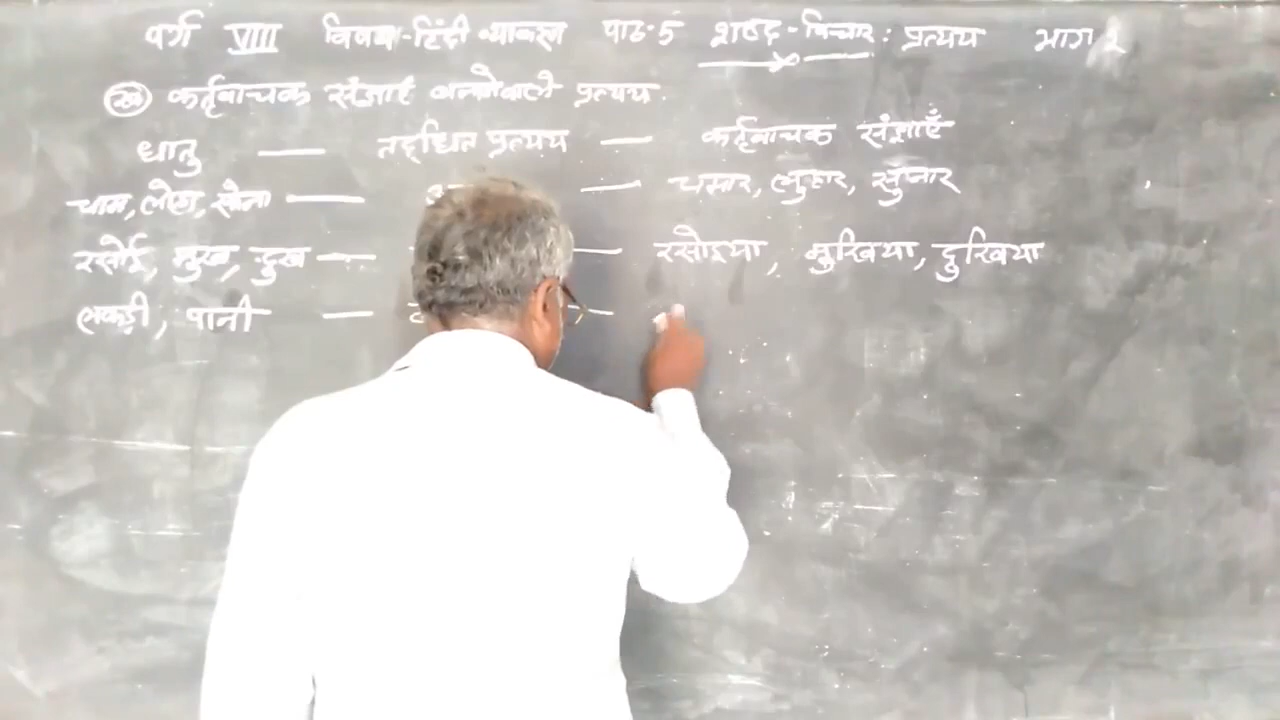 वर्ग VIII विषय-हिंदी व्याकरण पाठ-5 शब्द-विचार: प्रत्यय भाग 2
(ख) कर्तृवाचक संज्ञाएँ बनानेवाले प्रत्यय
धातु — तद्धित प्रत्यय — कर्तृवाचक संज्ञाएँ
चाम, लोहा, सोना — — चमार, लुहार, सुनार
रसोई, मुख, दुख — — रसोइया, मुखिया, दुखिया
लकड़ी, पानी — —